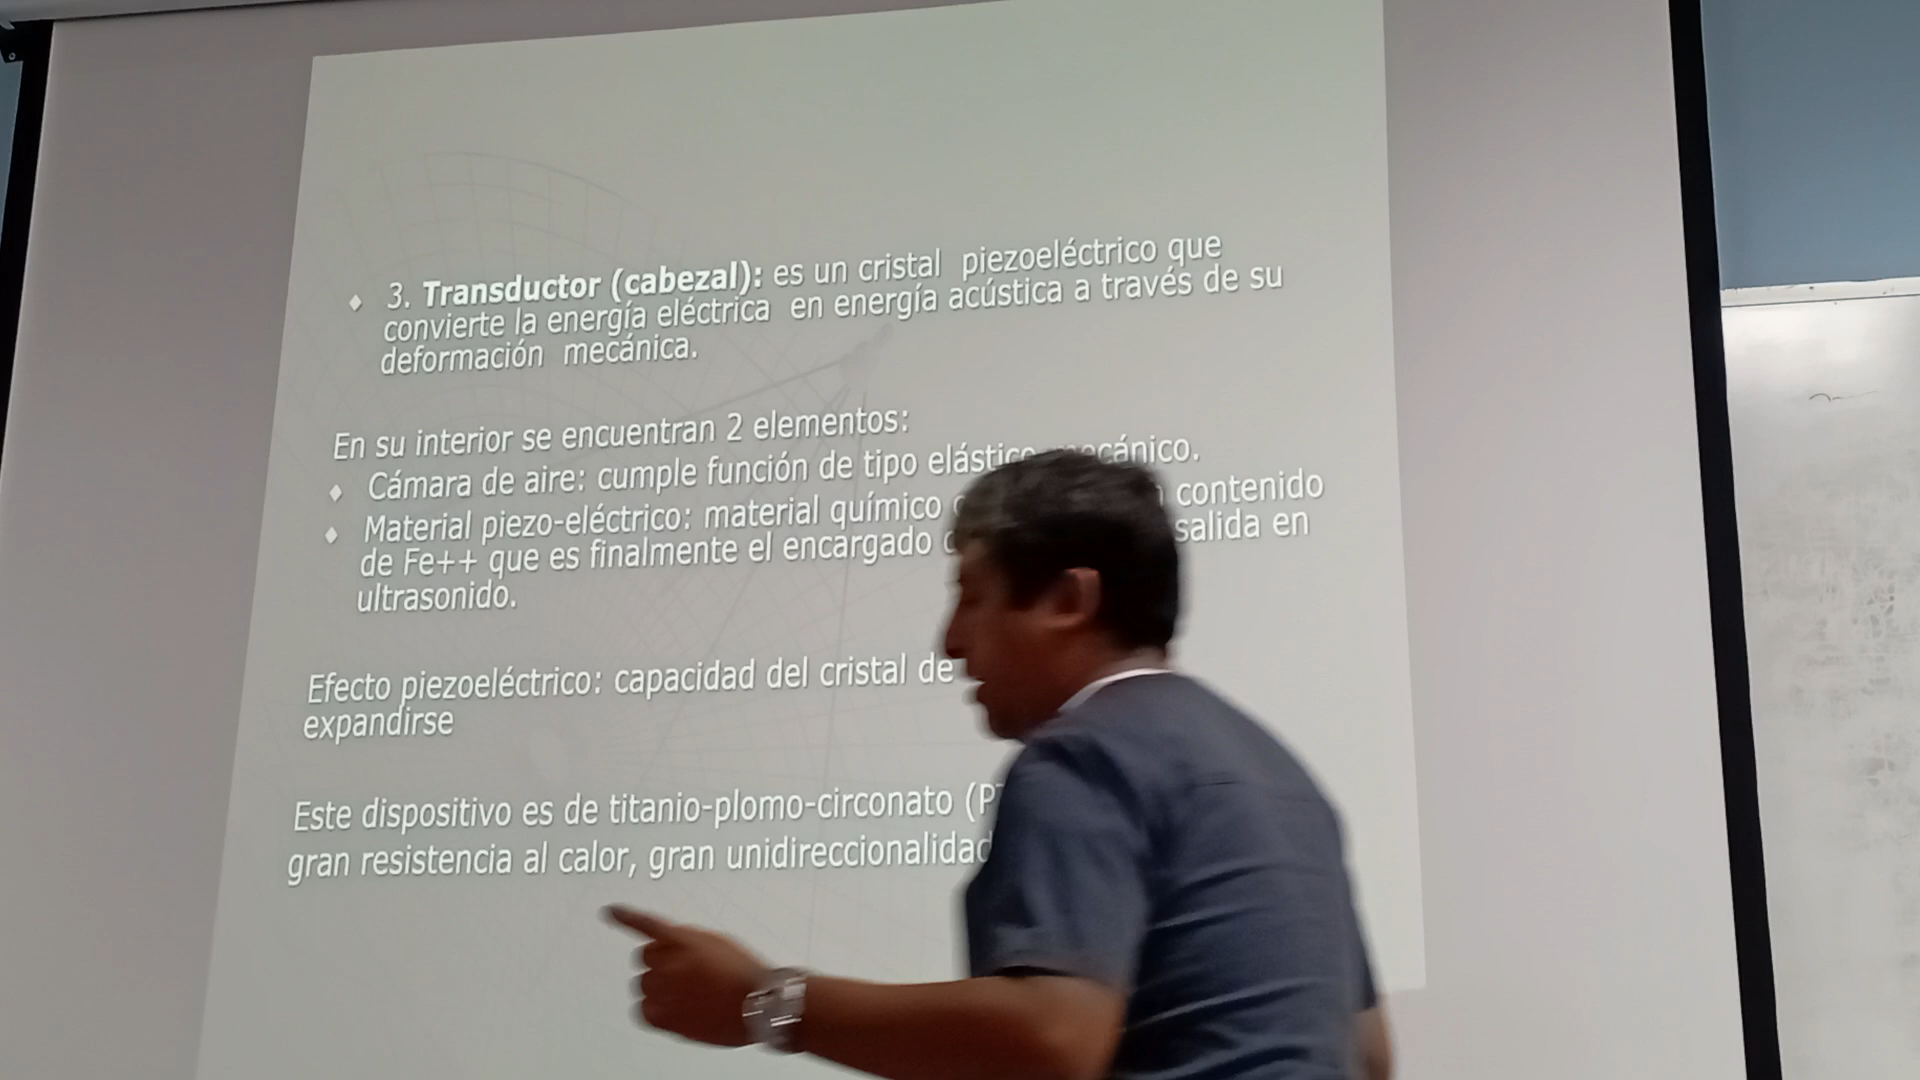 3. Transductor (cabezal): es un cristal piezoeléctrico que
convierte la energía eléctrica en energía acústica a través de su
deformación mecánica.
En su interior se encuentran 2 elementos:
Cámara de aire: cumple función de tipo elástico mecánico.
Material piezo-eléctrico: material químico contenido
de Fe++ que es finalmente el encargado salida en
ultrasonido.
Efecto piezoeléctrico: capacidad del cristal de
expandirse
Este dispositivo es de titanio-plomo-circonato
gran resistencia al calor, gran unidireccionalidad